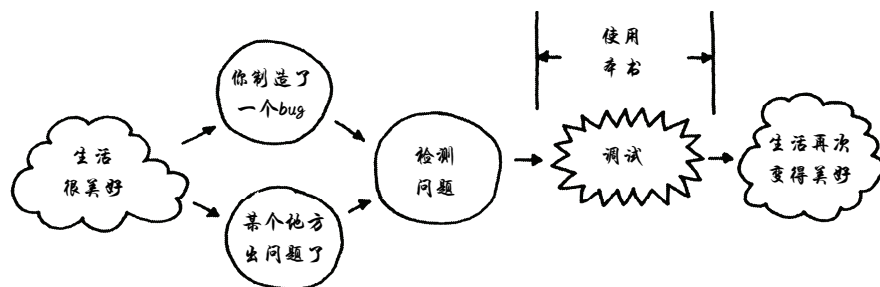 生活
很美好
你制造了
一个bug
某个地方
出问题了
检测
问题
使用
本书
调试
生活再次
变得美好